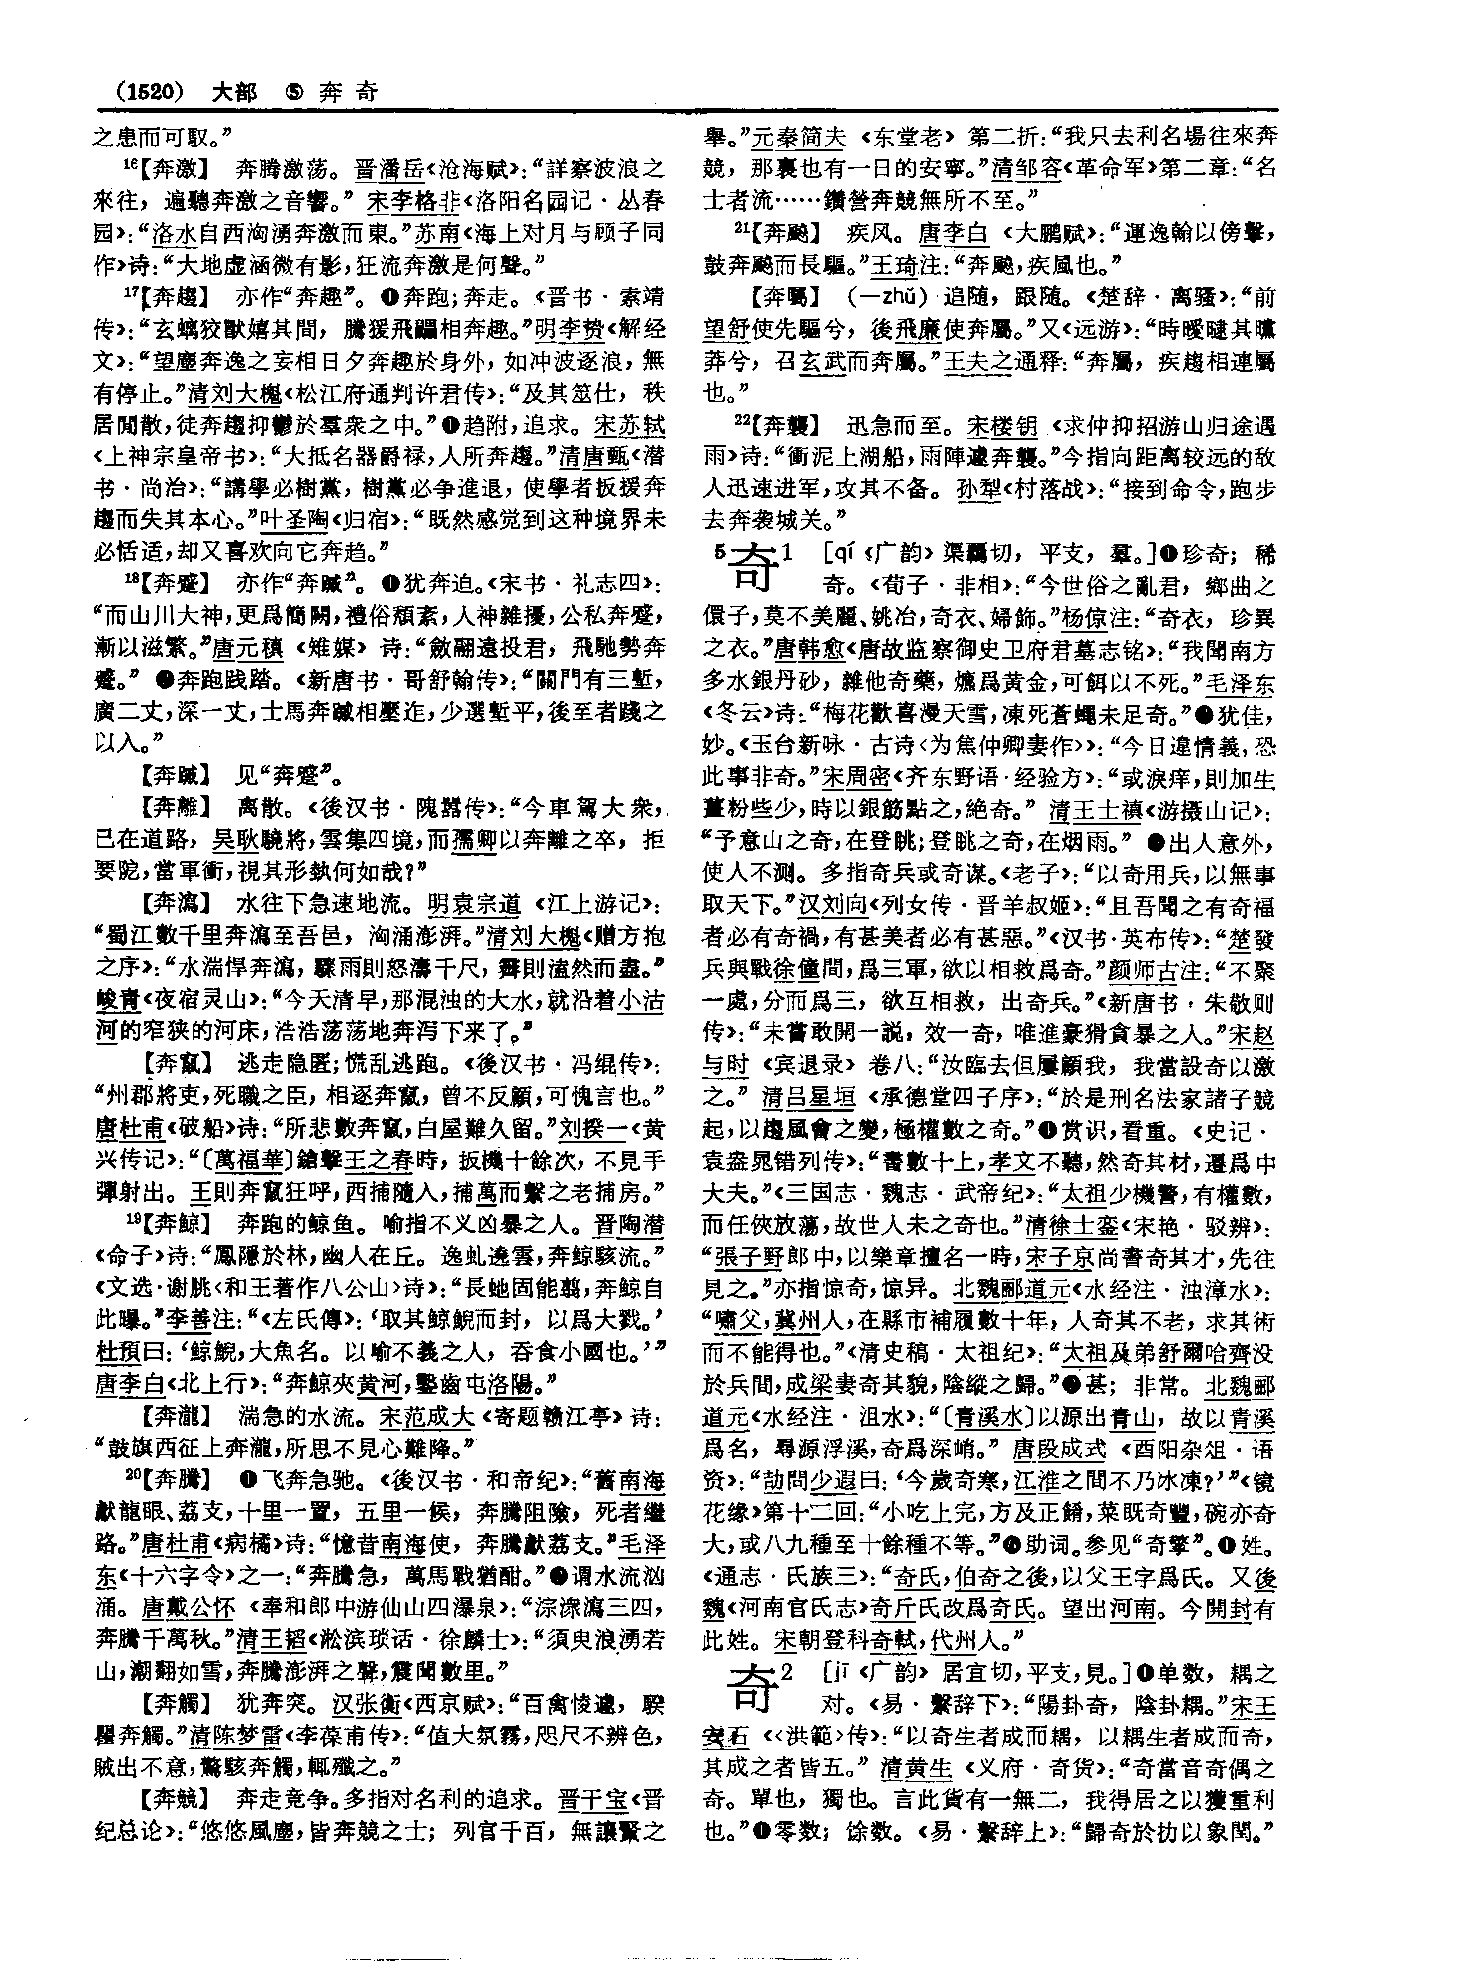 (1520) 大部 ⑤ 奔 奇
之患而可取。”
16【奔激】 奔腾激荡。晋潘岳《沧海赋》：“詳察波浪之
來往，遍聽奔激之音響。”宋李格非《洛阳名园记·丛春
园》：“洛水自西洶湧奔激而東。”苏南《海上对月与顾子同
作》诗：“大地虚涵微有影，狂流奔激是何聲。”
17【奔趨】 亦作“奔趣”。❶奔跑；奔走。《晋书·索靖
传》：“玄螭狡獸嬉其間，騰猨飛鼺相奔趣。”明李贽《解经
文》：“望塵奔逸之妄相日夕奔趣於身外，如冲波逐浪，無
有停止。”清刘大櫆《松江府通判许君传》：“及其筮仕，秩
居閒散，徒奔趨抑鬱於羣衆之中。”❶趋附，追求。宋苏轼
《上神宗皇帝书》：“大抵名器爵禄，人所奔趨。”清唐甄《潜
书·尚治》：“講學必樹黨，樹黨必争進退，使學者扳援奔
趨而失其本心。”叶圣陶《归宿》：“既然感觉到这种境界未
必恬适，却又喜欢向它奔趋。”
18【奔蹙】 亦作“奔蹴”。❶犹奔迫。《宋书·礼志四》：
“而山川大神，更爲簡闕，禮俗頹紊，人神雜擾，公私奔蹙，
漸以滋繁。”唐元稹《雉媒》诗：“斂翮遠投君，飛馳勢奔
蹙。”❷奔跑践踏。《新唐书·哥舒翰传》：“關門有三塹，
廣二丈，深一丈，士馬奔蹴相壓迮，少選塹平，後至者踐之
以入。”
【奔蹴】 见“奔蹙”。
【奔離】 离散。《後汉书·隗囂传》：“今車駕大衆，
已在道路，吴耿驍將，雲集四境，而孺卿以奔離之卒，拒
要阸，當軍衝，視其形埶何如哉？”
【奔瀉】 水往下急速地流。明袁宗道《江上游记》：
“蜀江數千里奔瀉至吾邑，洶涌澎湃。”清刘大櫆《赠方抱
之序》：“水湍悍奔瀉，驟雨則怒濤千尺，霽則溘然而盡。”
峻青《夜宿灵山》：“今天清早，那混浊的大水，就沿着小沽
河的窄狭的河床，浩浩荡荡地奔泻下来了。”
【奔竄】 逃走隐匿；慌乱逃跑。《後汉书·冯绲传》：
“州郡將吏，死職之臣，相逐奔竄，曾不反顧，可愧言也。”
唐杜甫《破船》诗：“所悲數奔竄，白屋難久留。”刘揆一《黄
兴传记》：“〔萬福華〕鎗擊王之春時，扳機十餘次，不見手
彈射出。王則奔竄狂呼，西捕隨入，捕萬而繫之老捕房。”
19【奔鲸】 奔跑的鲸鱼。喻指不义凶暴之人。晋陶潜
《命子》诗：“鳳隱於林，幽人在丘。逸虬遶雲，奔鲸駭流。”
《文选·谢朓〈和王著作八公山〉诗》：“長虵固能翦，奔鲸自
此曝。”李善注：“《左氏傳》：‘取其鲸鯢而封，以爲大戮。’
杜預曰：‘鲸鯢，大魚名。以喻不義之人，吞食小國也。’”
唐李白《北上行》：“奔鲸夾黄河，鑿齒屯洛陽。”
【奔瀧】 湍急的水流。宋范成大《寄题赣江亭》诗：
“鼓旗西征上奔瀧，所思不見心難降。”
20【奔騰】 ❶飞奔急驰。《後汉书·和帝纪》：“舊南海
獻龍眼、荔支，十里一置，五里一候，奔騰阻險，死者繼
路。”唐杜甫《病橘》诗：“憶昔南海使，奔騰獻荔支。”毛泽
东《十六字令》之一：“奔騰急，萬馬戰猶酣。”❷谓水流汹
涌。唐戴公怀《奉和郎中游仙山四瀑泉》：“淙潨瀉三四，
奔騰千萬秋。”清王韬《淞滨琐话·徐麟士》：“須臾浪湧若
山，潮翻如雪，奔騰澎湃之聲，震聞數里。”
【奔觸】 犹奔突。汉张衡《西京赋》：“百禽㥄遽，騤
瞿奔觸。”清陈梦雷《李葆甫传》：“值大氛霧，咫尺不辨色，
賊出不意，驚駭奔觸，輒殲之。”
【奔競】 奔走竞争。多指对名利的追求。晋干宝《晋
纪总论》：“悠悠風塵，皆奔競之士；列官千百，無讓賢之
舉。”元秦简夫《东堂老》第二折：“我只去利名場往來奔
競，那裏也有一日的安寧。”清邹容《革命军》第二章：“名
士者流……鑽營奔競無所不至。”
21【奔飈】 疾风。唐李白《大鹏赋》：“運逸翰以傍擊，
鼓奔飈而長驅。”王琦注：“奔飈，疾風也。”
【奔屬】 （—zhǔ）追随，跟随。《楚辞·离骚》：“前
望舒使先驅兮，後飛廉使奔屬。”又《远游》：“時曖曃其曭
莽兮，召玄武而奔屬。”王夫之通释：“奔屬，疾趨相連屬
也。”
22【奔襲】 迅急而至。宋楼钥《求仲抑招游山归途遇
雨》诗：“衝泥上湖船，雨陣遽奔襲。”今指向距离较远的敌
人迅速进军，攻其不备。孙犁《村落战》：“接到命令，跑步
去奔袭城关。”
5奇1 [qí《广韵》渠羈切，平支，羣。]❶珍奇；稀
奇。《荀子·非相》：“今世俗之亂君，鄉曲之
儇子，莫不美麗、姚冶，奇衣、婦飾。”杨倞注：“奇衣，珍異
之衣。”唐韩愈《唐故监察御史卫府君墓志铭》：“我聞南方
多水銀丹砂，雜他奇藥，爊爲黄金，可餌以不死。”毛泽东
《冬云》诗：“梅花歡喜漫天雪，凍死蒼蠅未足奇。”❷犹佳，
妙。《玉台新咏·古诗〈为焦仲卿妻作〉》：“今日違情義，恐
此事非奇。”宋周密《齐东野语·经验方》：“或淚痒，則加生
薑粉些少，時以銀筯點之，絶奇。”清王士禛《游摄山记》：
“予意山之奇，在登眺；登眺之奇，在烟雨。”❸出人意外，
使人不测。多指奇兵或奇谋。《老子》：“以奇用兵，以無事
取天下。”汉刘向《列女传·晋羊叔姬》：“且吾聞之有奇福
者必有奇禍，有甚美者必有甚惡。”《汉书·英布传》：“楚發
兵與戰徐僮間，爲三軍，欲以相救爲奇。”颜师古注：“不聚
一處，分而爲三，欲互相救，出奇兵。”《新唐书·朱敬则
传》：“未嘗敢開一説，效一奇，唯進豪猾貪暴之人。”宋赵
与时《宾退录》卷八：“汝臨去但屢顧我，我當設奇以激
之。”清吕星垣《承德堂四子序》：“於是刑名法家諸子競
起，以趨風會之變，極權數之奇。”❹赏识，看重。《史记·
袁盎晁错列传》：“書數十上，孝文不聽，然奇其材，遷爲中
大夫。”《三国志·魏志·武帝纪》：“太祖少機警，有權數，
而任俠放蕩，故世人未之奇也。”清徐士銮《宋艳·驳辨》：
“張子野郎中，以樂章擅名一時，宋子京尚書奇其才，先往
見之。”亦指惊奇，惊异。北魏郦道元《水经注·浊漳水》：
“嘯父，冀州人，在縣市補履數十年，人奇其不老，求其術
而不能得也。”《清史稿·太祖纪》：“太祖及弟舒爾哈齊没
於兵間，成梁妻奇其貌，陰縱之歸。”❺甚；非常。北魏郦
道元《水经注·沮水》：“〔青溪水〕以源出青山，故以青溪
爲名，尋源浮溪，奇爲深峭。”唐段成式《酉阳杂俎·语
资》：“劼問少遐曰：‘今歲奇寒，江淮之間不乃冰凍？’”《镜
花缘》第十二回：“小吃上完，方及正餚，菜既奇豐，碗亦奇
大，或八九種至十餘種不等。”❻助词。参见“奇擎”。❼姓。
《通志·氏族三》：“奇氏，伯奇之後，以父王字爲氏。又後
魏《河南官氏志》奇斤氏改爲奇氏。望出河南。今開封有
此姓。宋朝登科奇軾，代州人。”
奇2 [jī《广韵》居宜切，平支，見。]❶单数，耦之
对。《易·繫辞下》：“陽卦奇，陰卦耦。”宋王
安石《〈洪範〉传》：“以奇生者成而耦，以耦生者成而奇，
其成之者皆五。”清黄生《义府·奇货》：“奇當音奇偶之
奇。單也，獨也。言此貨有一無二，我得居之以獲重利
也。”❶零数；馀数。《易·繫辞上》：“歸奇於扐以象閏。”